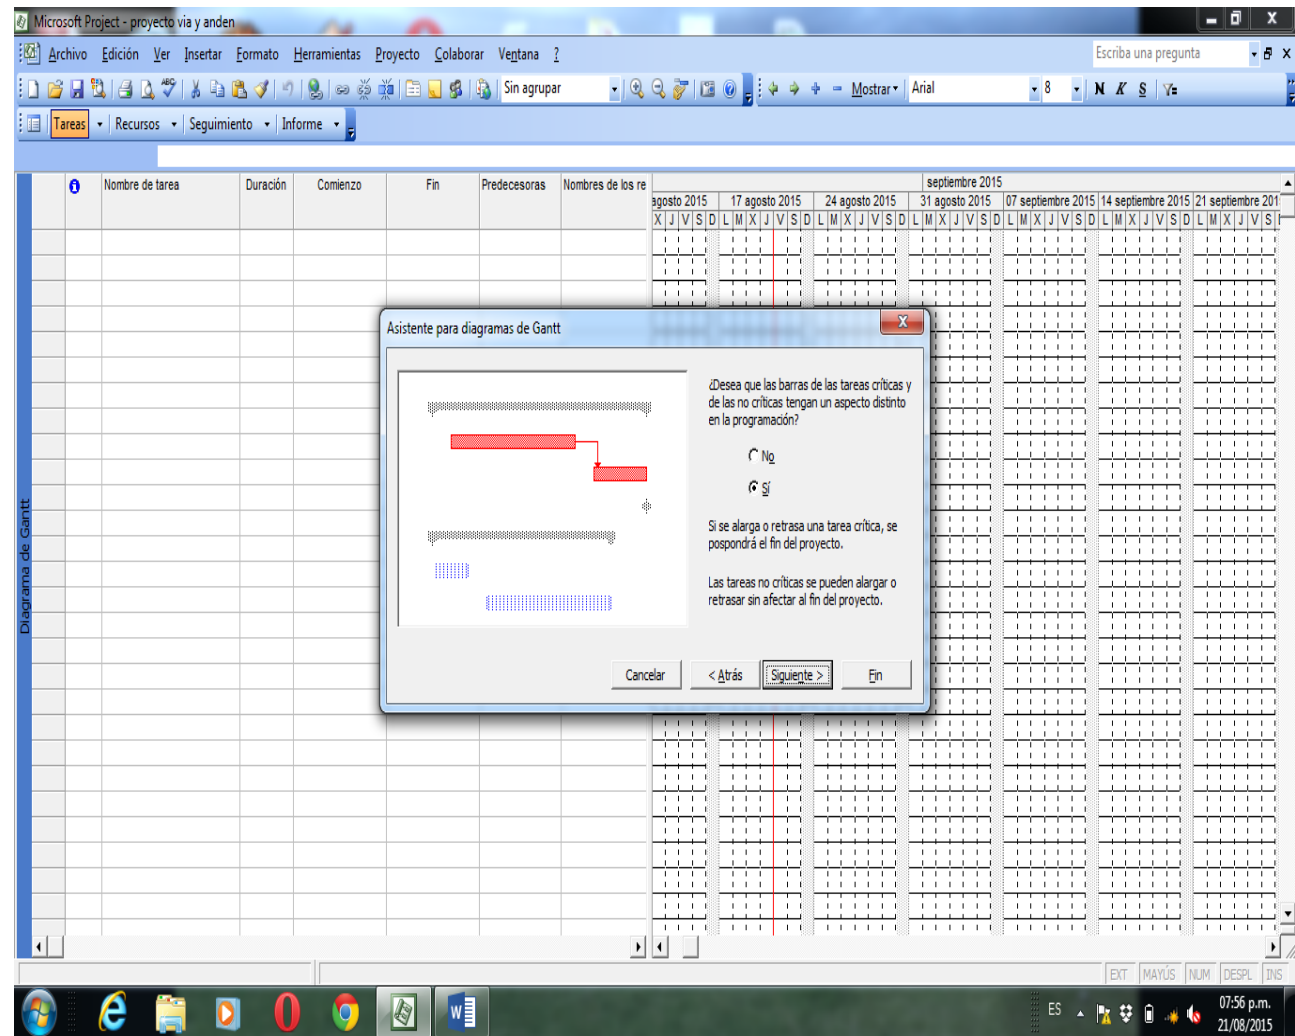 Microsoft Project - proyecto via y anden
Archivo Edición Ver Insertar Formato Herramientas Proyecto Colaborar Ventana ?
Escriba una pregunta
Sin agrupar
Mostrar
Arial
8
N K S
Tareas Recursos Seguimiento Informe
Nombre de tarea Duración Comienzo Fin Predecesoras Nombres de los re
septiembre 2015
agosto 2015 17 agosto 2015 24 agosto 2015 31 agosto 2015 07 septiembre 2015 14 septiembre 2015 21 septiembre 201
X J V S D L M X J V S D L M X J V S D L M X J V S D L M X J V S D L M X J V S D L M X J V S
Diagrama de Gantt
Asistente para diagramas de Gantt
¿Desea que las barras de las tareas críticas y
de las no críticas tengan un aspecto distinto
en la programación?
No
Sí
Si se alarga o retrasa una tarea crítica, se
pospondrá el fin del proyecto.
Las tareas no críticas se pueden alargar o
retrasar sin afectar al fin del proyecto.
Cancelar < Atrás Siguiente > Fin
EXT MAYÚS NUM DESPL INS
ES
07:56 p.m.
21/08/2015